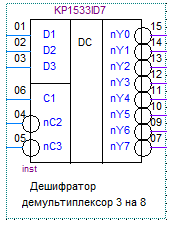 KP1533ID7
01 D1 DC nY0 15
02 D2 nY1 14
03 D3 nY2 13
nY3 12
06 C1 nY4 11
04 nC2 nY5 10
nY6 09
05 nC3 nY7 07
inst
Дешифратор
демультиплексор 3 на 8